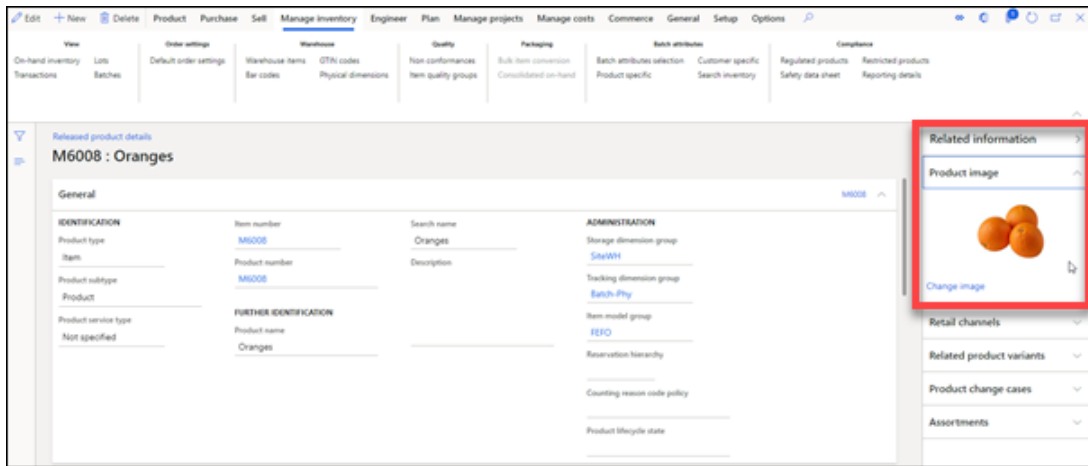 Edit New Delete Product Purchase Sell Manage inventory Engineer Plan Manage projects Manage costs Commerce General Setup Options
View Order settings Warehouse Quality Packaging Batch attributes Compliance
On-hand inventory Lots Default order settings Warehouse items GTIN codes Non conformances Bulk item conversion Batch attributes selection Customer specific Regulated products Restricted products
Transactions Batches Bar codes Physical dimensions Item quality groups Consolidated on-hand Product specific Search inventory Safety data sheet Reporting details
Released product details
M6008 : Oranges
General M6008
IDENTIFICATION
Product type
Item
Product subtype
Product
Product service type
Not specified
Item number
M6008
Product number
M6008
FURTHER IDENTIFICATION
Product name
Oranges
Search name
Oranges
Description
ADMINISTRATION
Storage dimension group
SiteWH
Tracking dimension group
Batch-Phy
Item model group
FEFO
Reservation hierarchy
Counting reason code policy
Product lifecycle state
Related information
Product image
Change image
Retail channels
Related product variants
Product change cases
Assortments